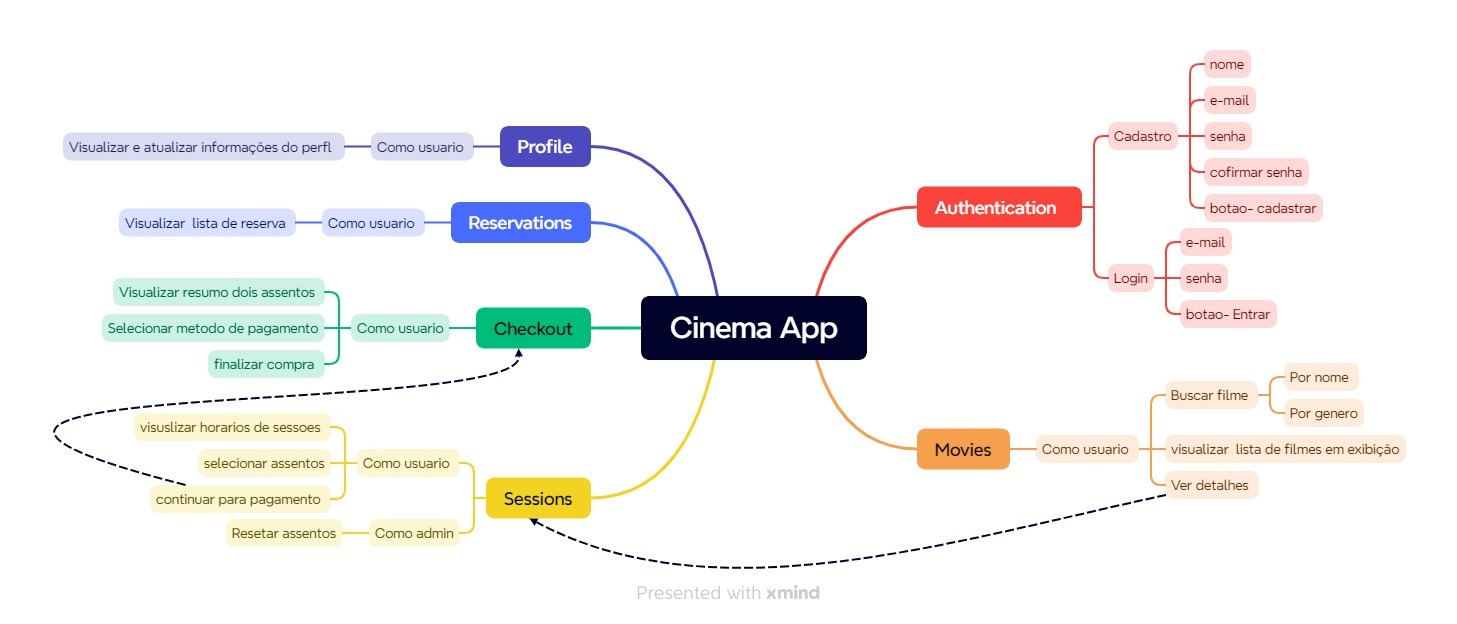 Cinema App
Authentication
Cadastro
nome
e-mail
senha
cofirmar senha
botao- cadastrar
Login
e-mail
senha
botao- Entrar
Movies
Como usuario
Buscar filme
Por nome
Por genero
visualizar  lista de filmes em exibição
Ver detalhes
Profile
Como usuario
Visualizar e atualizar informações do perfl
Reservations
Como usuario
Visualizar  lista de reserva
Checkout
Como usuario
Visualizar resumo dois assentos
Selecionar metodo de pagamento
finalizar compra
Sessions
Como usuario
visuslizar horarios de sessoes
selecionar assentos
continuar para pagamento
Como admin
Resetar assentos
Presented with xmind